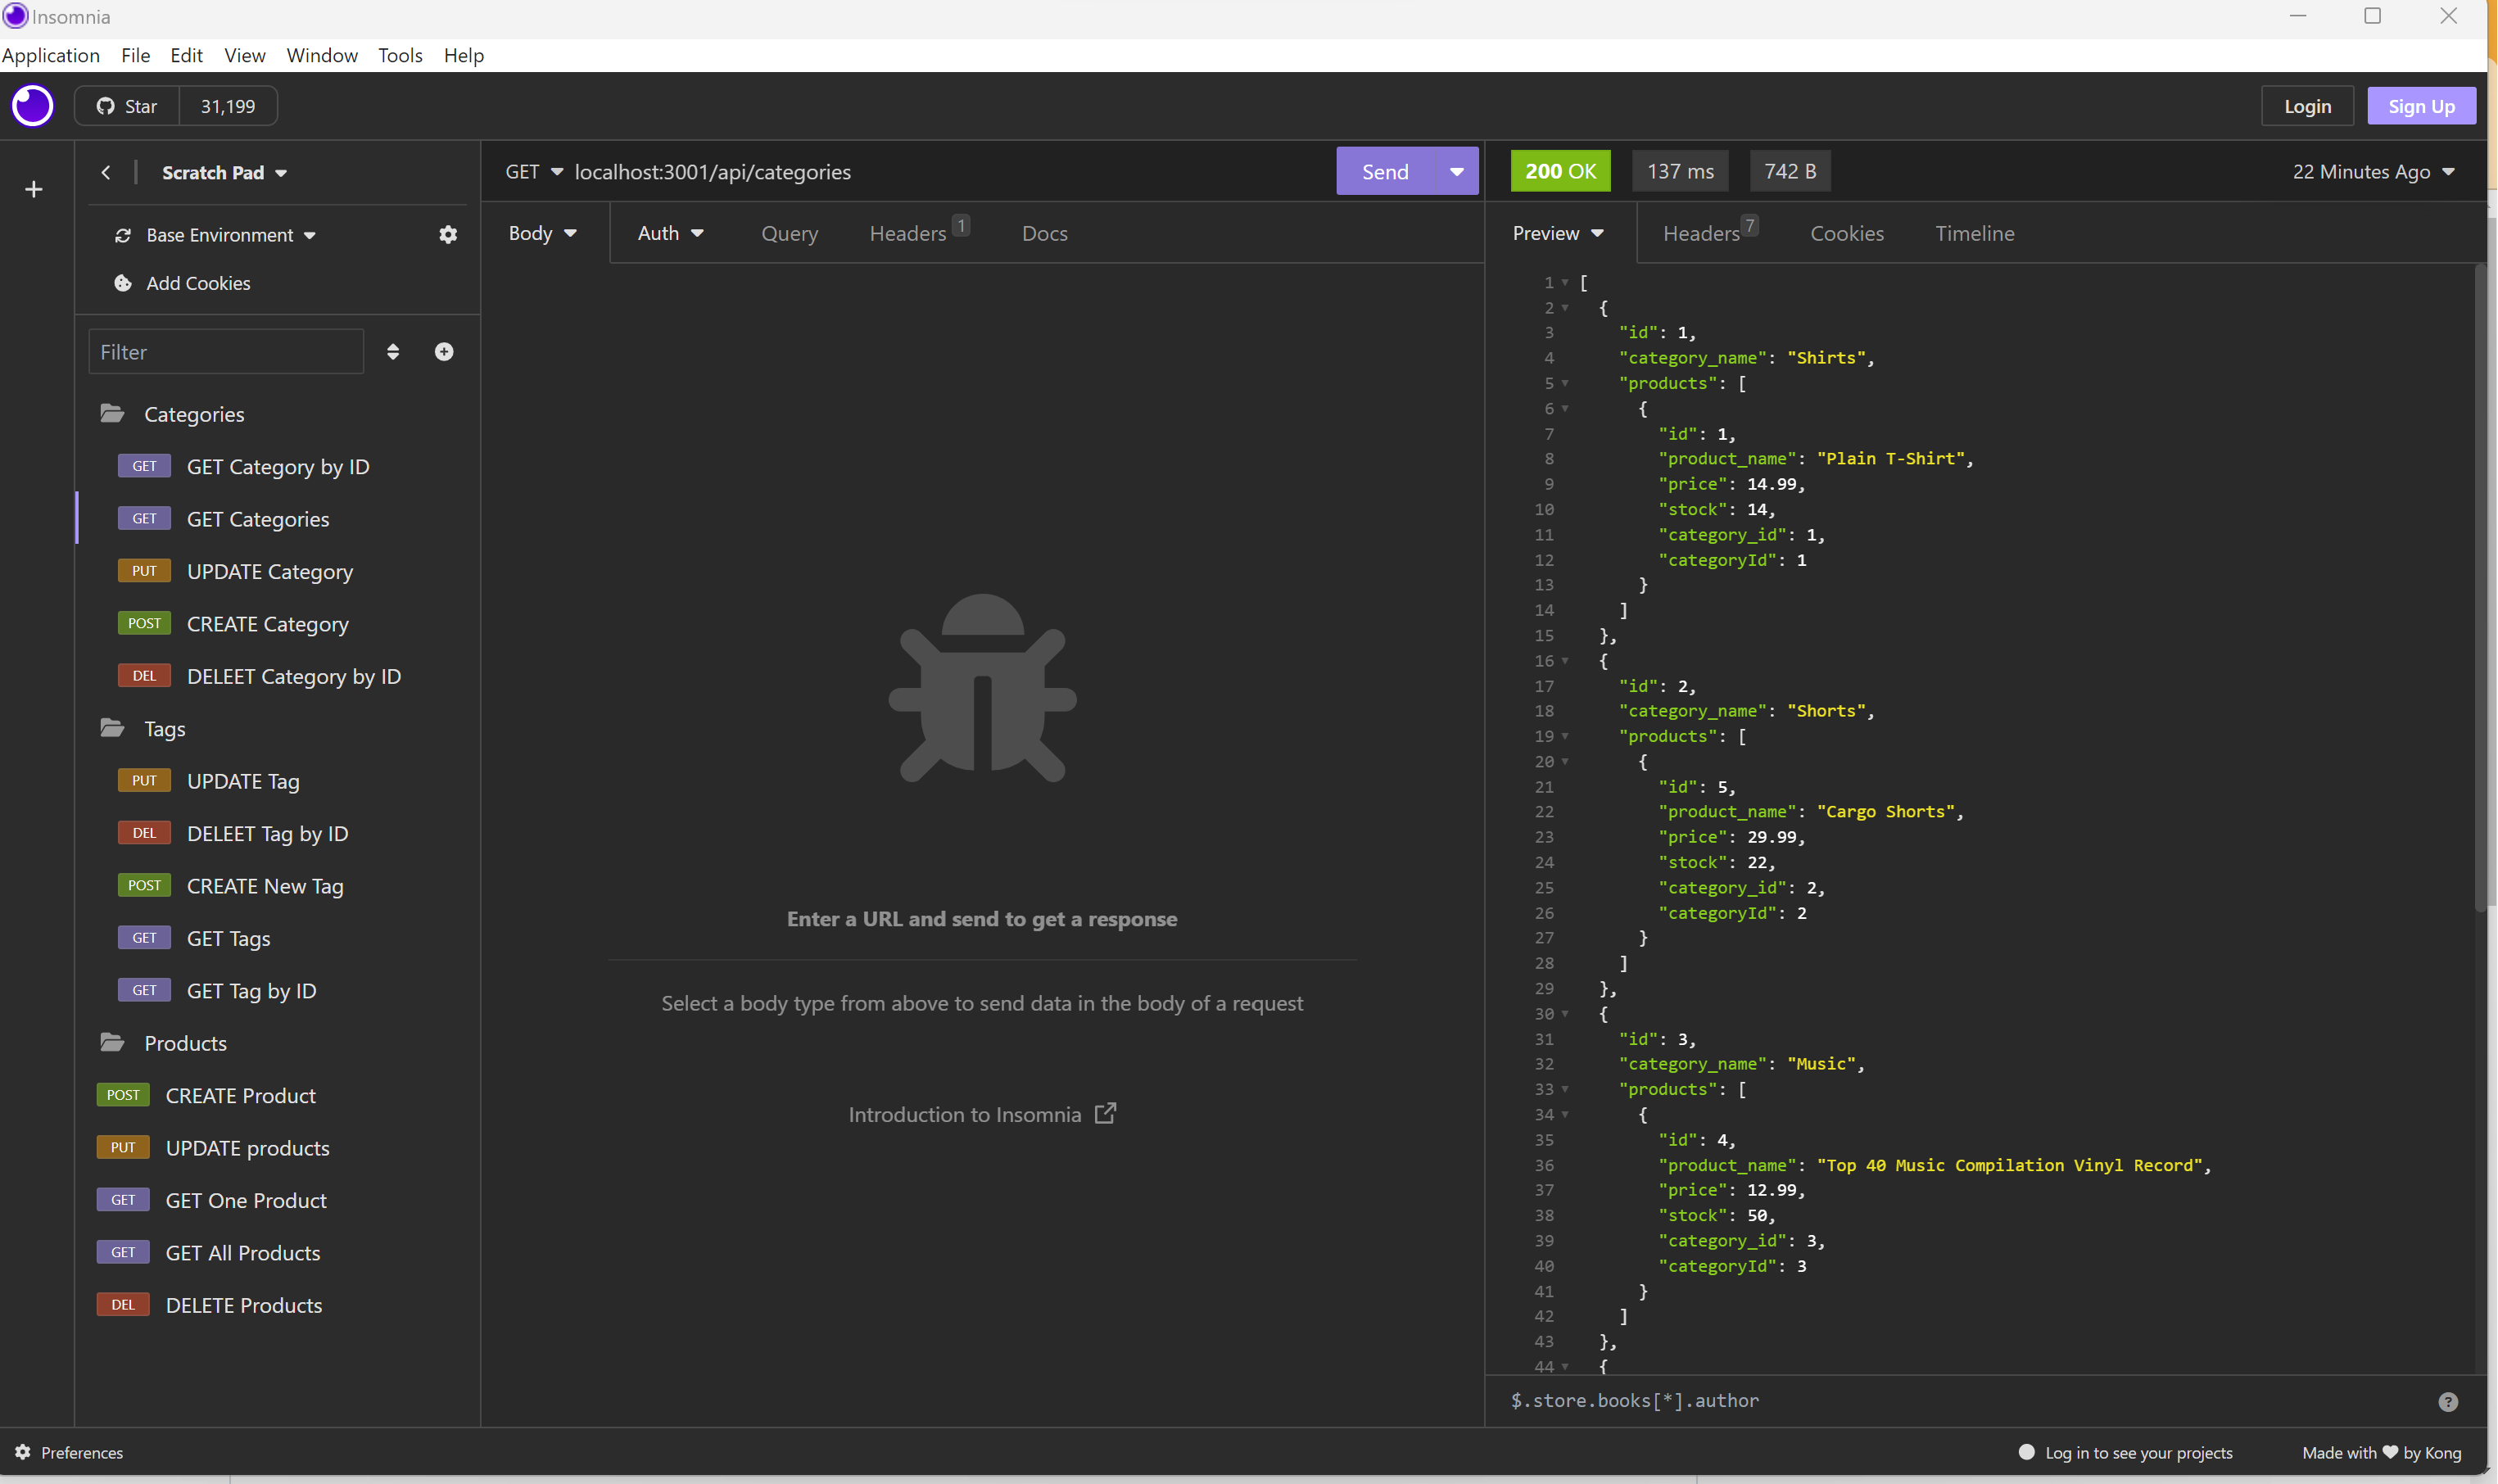 Insomnia
Application File Edit View Window Tools Help
Star 31,199 Login Sign Up
Scratch Pad
Base Environment
Add Cookies
Filter
Categories
GET GET Category by ID
GET GET Categories
PUT UPDATE Category
POST CREATE Category
DEL DELEET Category by ID
Tags
PUT UPDATE Tag
DEL DELEET Tag by ID
POST CREATE New Tag
GET GET Tags
GET GET Tag by ID
Products
POST CREATE Product
PUT UPDATE products
GET GET One Product
GET GET All Products
DEL DELETE Products
GET localhost:3001/api/categories Send
Body Auth Query Headers 1 Docs
Enter a URL and send to get a response
Select a body type from above to send data in the body of a request
Introduction to Insomnia
200 OK 137 ms 742 B 22 Minutes Ago
Preview Headers 7 Cookies Timeline
1 [
2 {
3 "id": 1,
4 "category_name": "Shirts",
5 "products": [
6 {
7 "id": 1,
8 "product_name": "Plain T-Shirt",
9 "price": 14.99,
10 "stock": 14,
11 "category_id": 1,
12 "categoryId": 1
13 }
14 ]
15 },
16 {
17 "id": 2,
18 "category_name": "Shorts",
19 "products": [
20 {
21 "id": 5,
22 "product_name": "Cargo Shorts",
23 "price": 29.99,
24 "stock": 22,
25 "category_id": 2,
26 "categoryId": 2
27 }
28 ]
29 },
30 {
31 "id": 3,
32 "category_name": "Music",
33 "products": [
34 {
35 "id": 4,
36 "product_name": "Top 40 Music Compilation Vinyl Record",
37 "price": 12.99,
38 "stock": 50,
39 "category_id": 3,
40 "categoryId": 3
41 }
42 ]
43 },
44 {
$.store.books[*].author ?
Preferences Log in to see your projects Made with ♥ by Kong